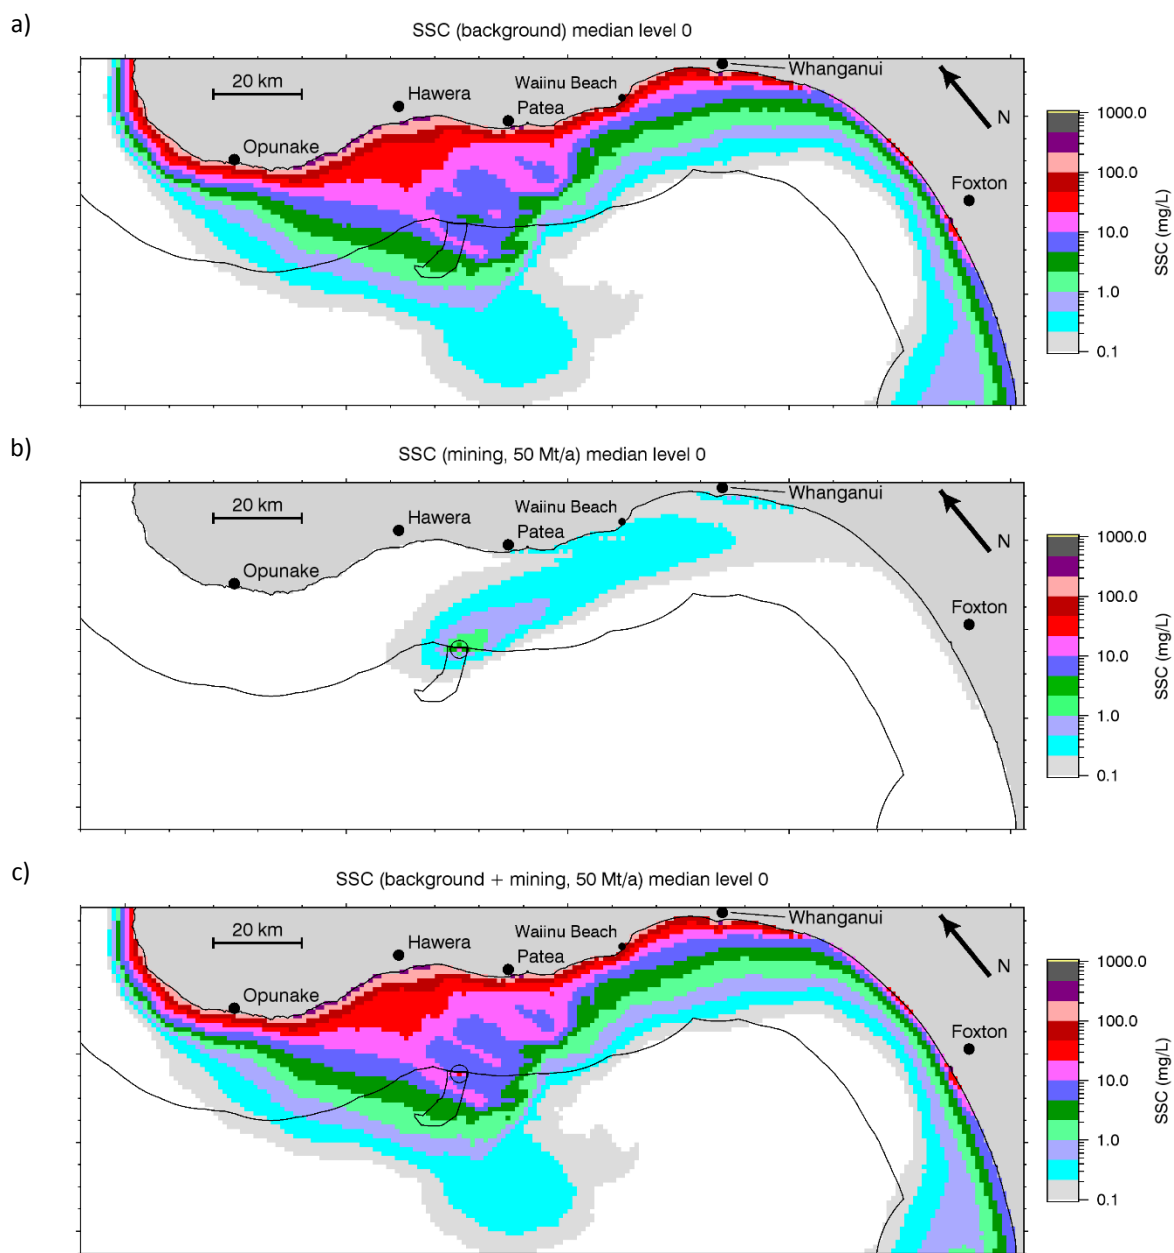 a)
SSC (background) median level 0
20 km
Opunake
Hawera
Waiinu Beach
Patea
Whanganui
N
Foxton
1000.0
100.0
10.0
1.0
0.1
SSC (mg/L)
b)
SSC (mining, 50 Mt/a) median level 0
20 km
Opunake
Hawera
Waiinu Beach
Patea
Whanganui
N
Foxton
1000.0
100.0
10.0
1.0
0.1
SSC (mg/L)
c)
SSC (background + mining, 50 Mt/a) median level 0
20 km
Opunake
Hawera
Waiinu Beach
Patea
Whanganui
N
Foxton
1000.0
100.0
10.0
1.0
0.1
SSC (mg/L)